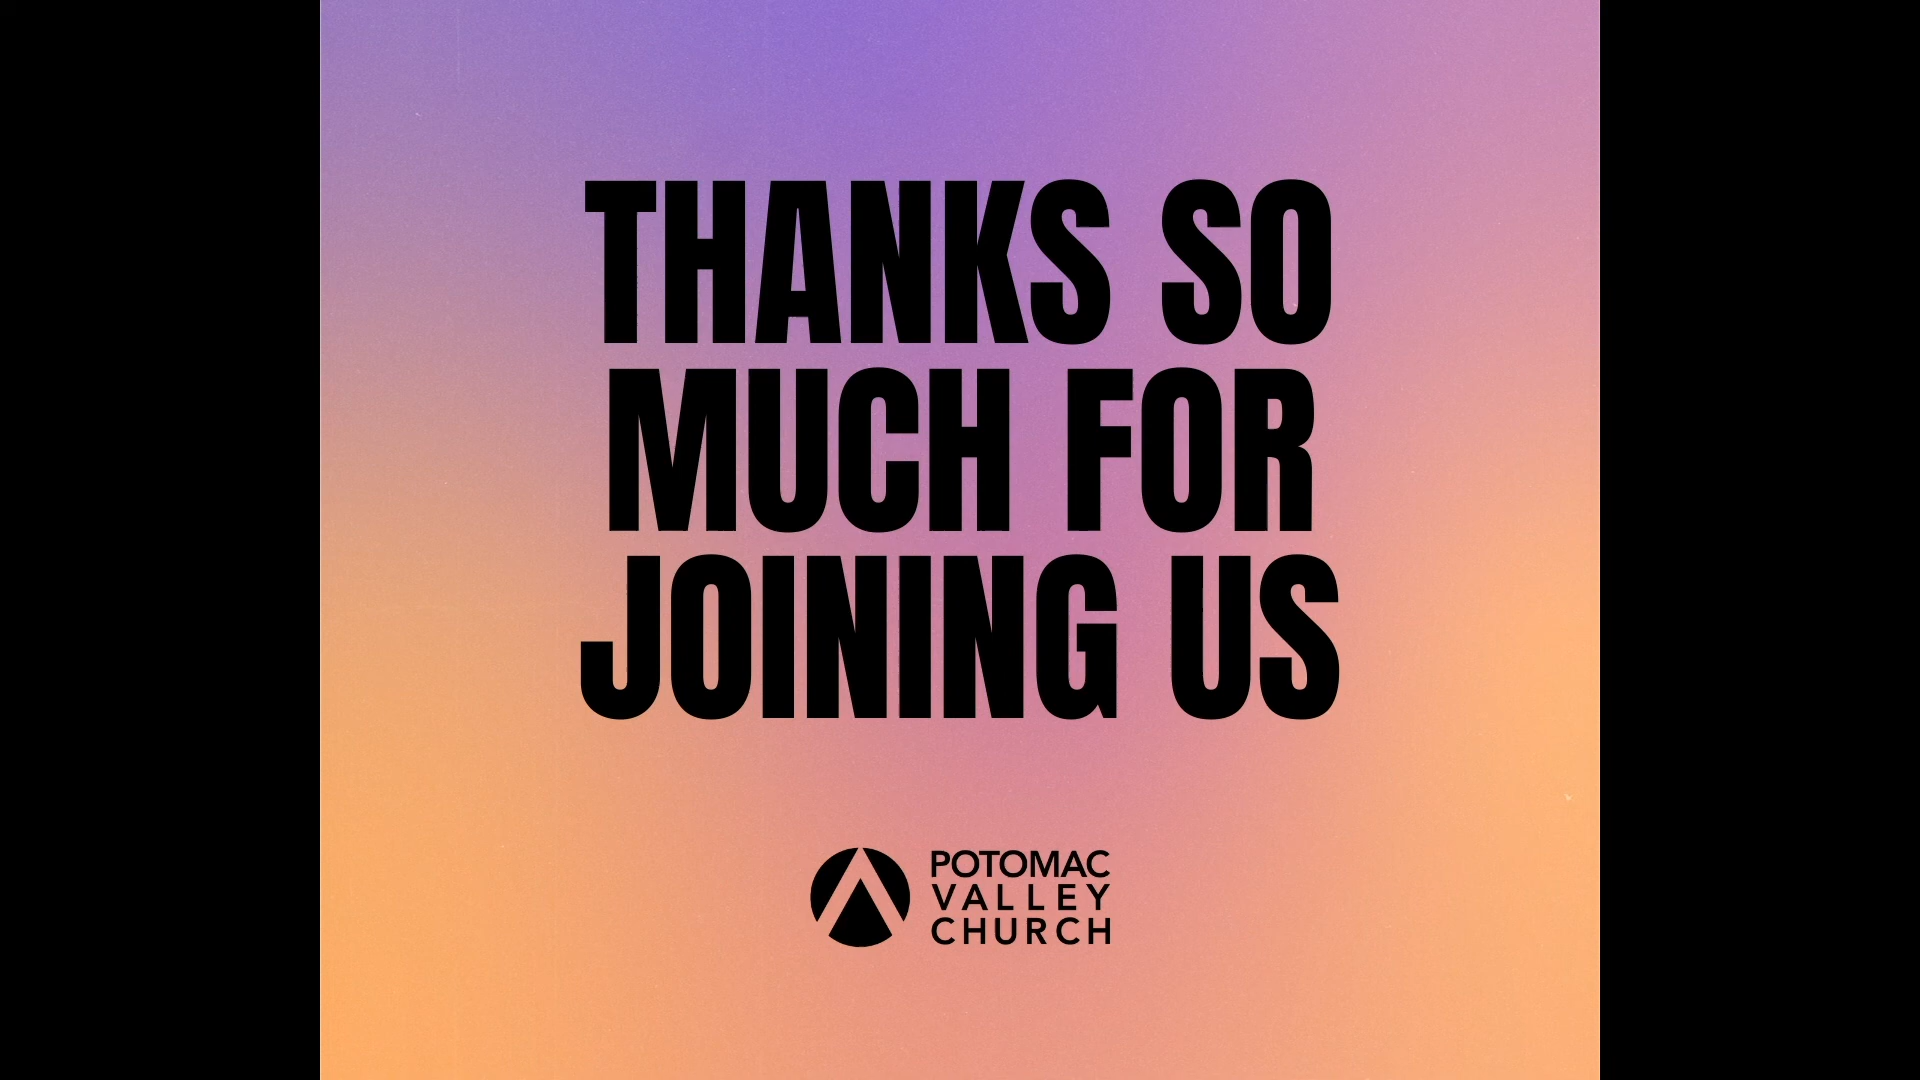 THANKS SO
MUCH FOR
JOINING US
POTOMAC
VALLEY
CHURCH